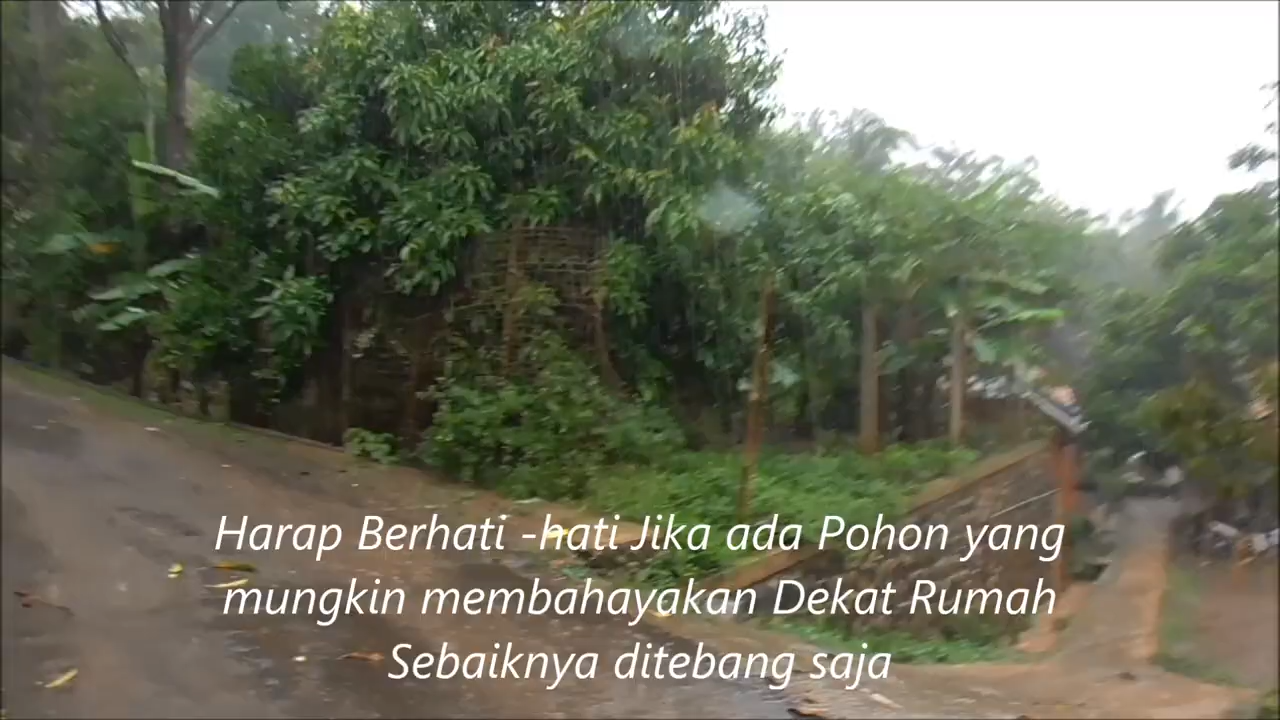 Harap Berhati -hati Jika ada Pohon yang
mungkin membahayakan Dekat Rumah
Sebaiknya ditebang saja